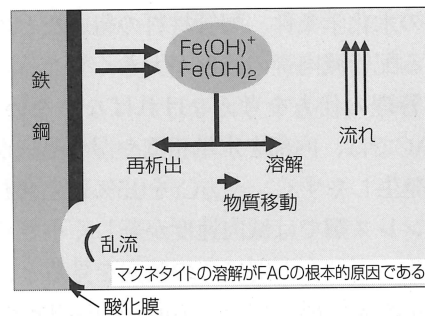 Fe(OH)⁺
Fe(OH)₂
鉄
鋼
流れ
再析出
溶解
物質移動
乱流
マグネタイトの溶解がFACの根本的原因である
酸化膜